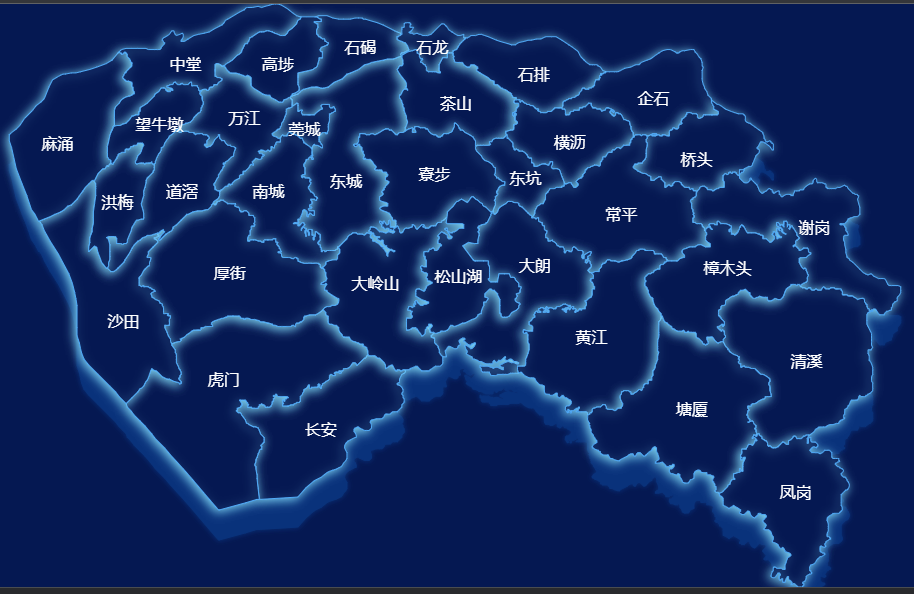 石碣
石龙
中堂
高埗
石排
企石
茶山
万江
望牛墩
莞城
麻涌
横沥
桥头
寮步
东坑
东城
道滘
南城
洪梅
常平
谢岗
大朗
樟木头
厚街
松山湖
大岭山
沙田
黄江
清溪
虎门
塘厦
长安
凤岗